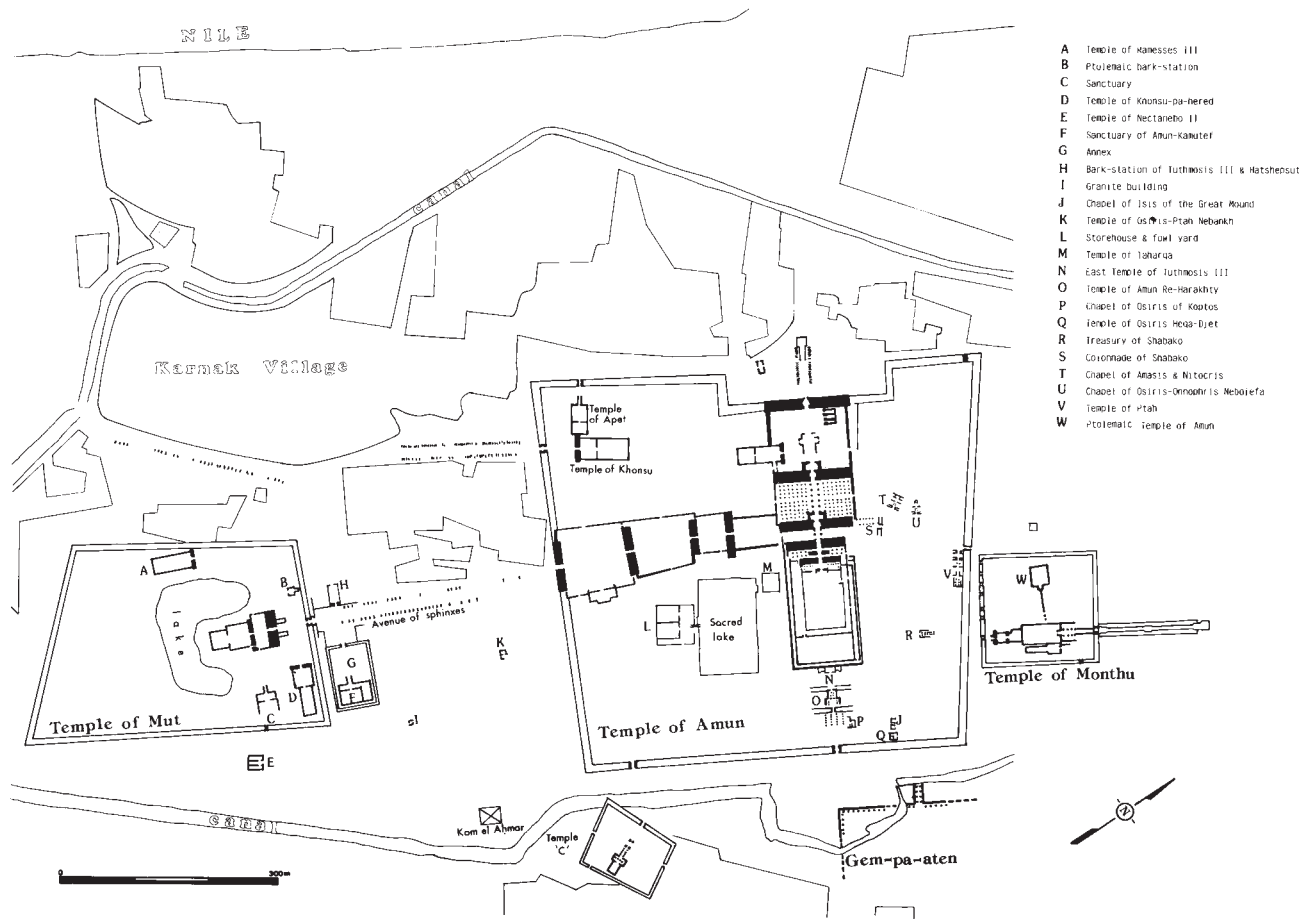 NILE
canal
Karnak Village
A Temple of Ramesses III
B Ptolemaic bark-station
C Sanctuary
D Temple of Khonsu-pa-hered
E Temple of Nectanebo II
F Sanctuary of Amun-Kamutef
G Annex
H Bark-station of Tuthmosis III & Hatshepsut
I Granite building
J Chapel of Isis of the Great Mound
K Temple of Osiris-Ptah Nebankh
L Storehouse & fowl yard
M Temple of Taharqa
N East Temple of Tuthmosis III
O Temple of Amun Re-Harakhty
P Chapel of Osiris of Koptos
Q Temple of Osiris Heqa-Djet
R Treasury of Shabako
S Colonnade of Shabako
T Chapel of Amasis & Nitocris
U Chapel of Osiris-Onnophris Nebdjefa
V Temple of Ptah
W Ptolemaic Temple of Amun
Temple
of Apet
Temple of Khonsu
T
U
S
A
B
H
M
V
W
lake
Avenue of sphinxes
L
Sacred
lake
R
K
G
F
D
C
N
O
P
J
Q
I
Temple of Mut
Temple of Amun
Temple of Monthu
E
canal
Kom el Ahmar
Temple
'C'
Gem-pa-aten
N
0 300m